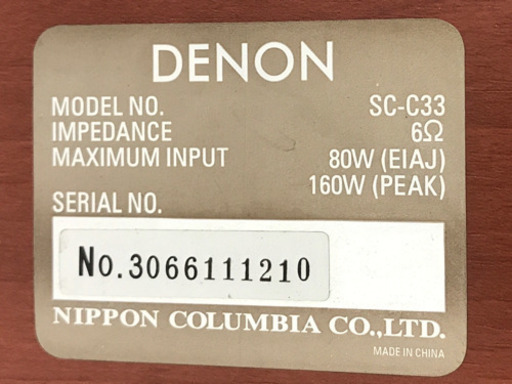 DENON
MODEL NO. SC-C33
IMPEDANCE 6Ω
MAXIMUM INPUT 80W (EIAJ)
160W (PEAK)
SERIAL NO.
No.3066111210
NIPPON COLUMBIA CO.,LTD.
MADE IN CHINA